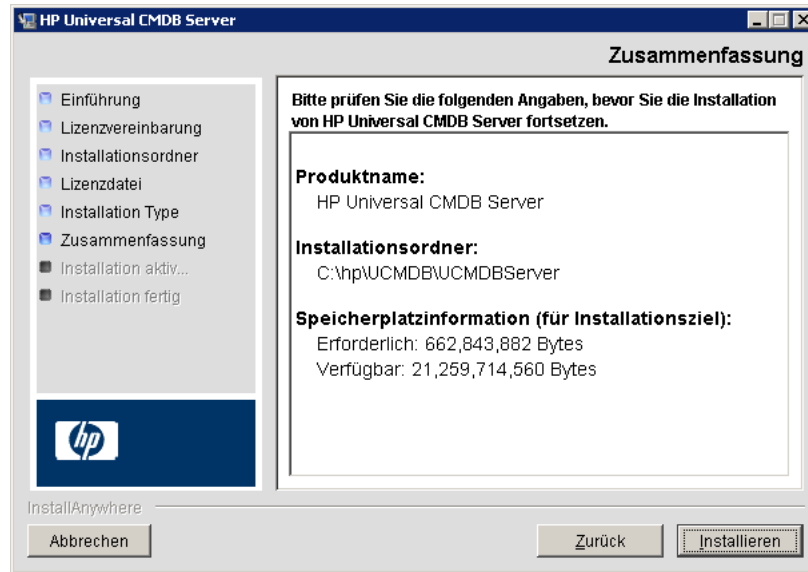 HP Universal CMDB Server
Zusammenfassung
Einführung
Lizenzvereinbarung
Installationsordner
Lizenzdatei
Installation Type
Zusammenfassung
Installation aktiv...
Installation fertig
Bitte prüfen Sie die folgenden Angaben, bevor Sie die Installation
von HP Universal CMDB Server fortsetzen.
Produktname:
HP Universal CMDB Server
Installationsordner:
C:\hp\UCMDB\UCMDBServer
Speicherplatzinformation (für Installationsziel):
Erforderlich: 662,843,882 Bytes
Verfügbar: 21,259,714,560 Bytes
hp
InstallAnywhere
Abbrechen
Zurück
Installieren